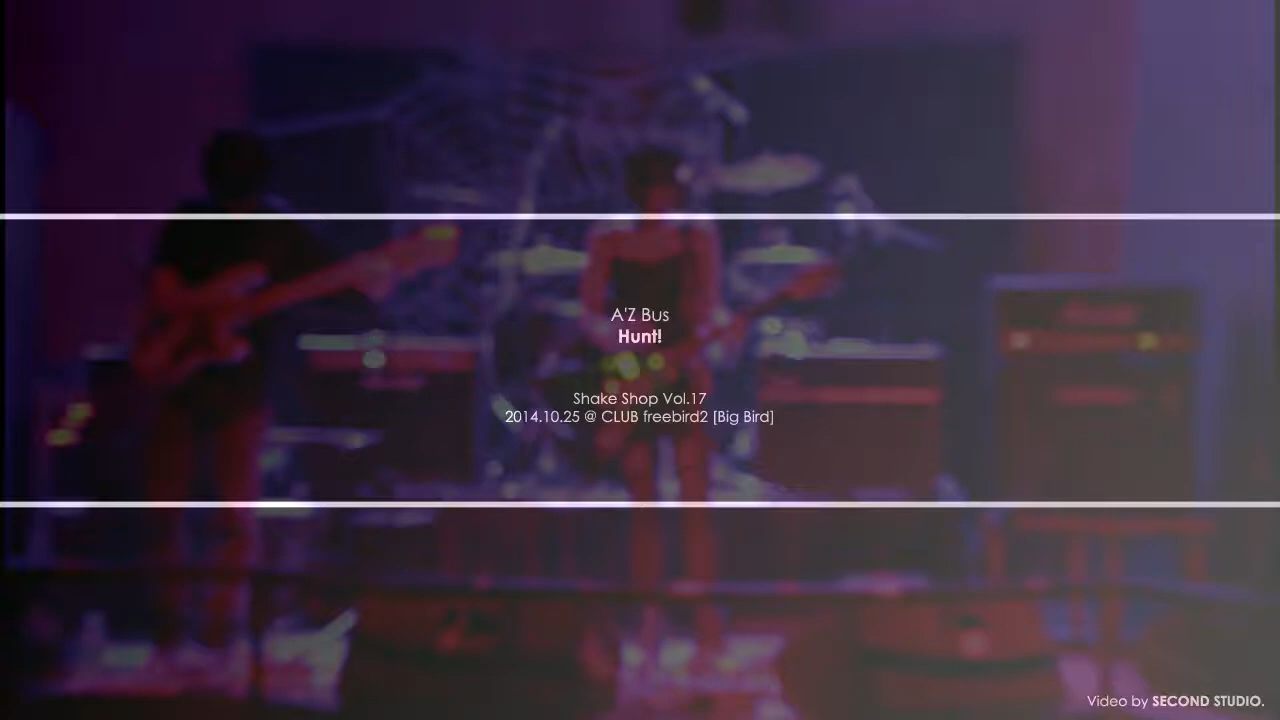 A'Z Bus
Hunt!
Shake Shop Vol.17
2014.10.25 @ CLUB freebird2 [Big Bird]
Video by SECOND STUDIO.